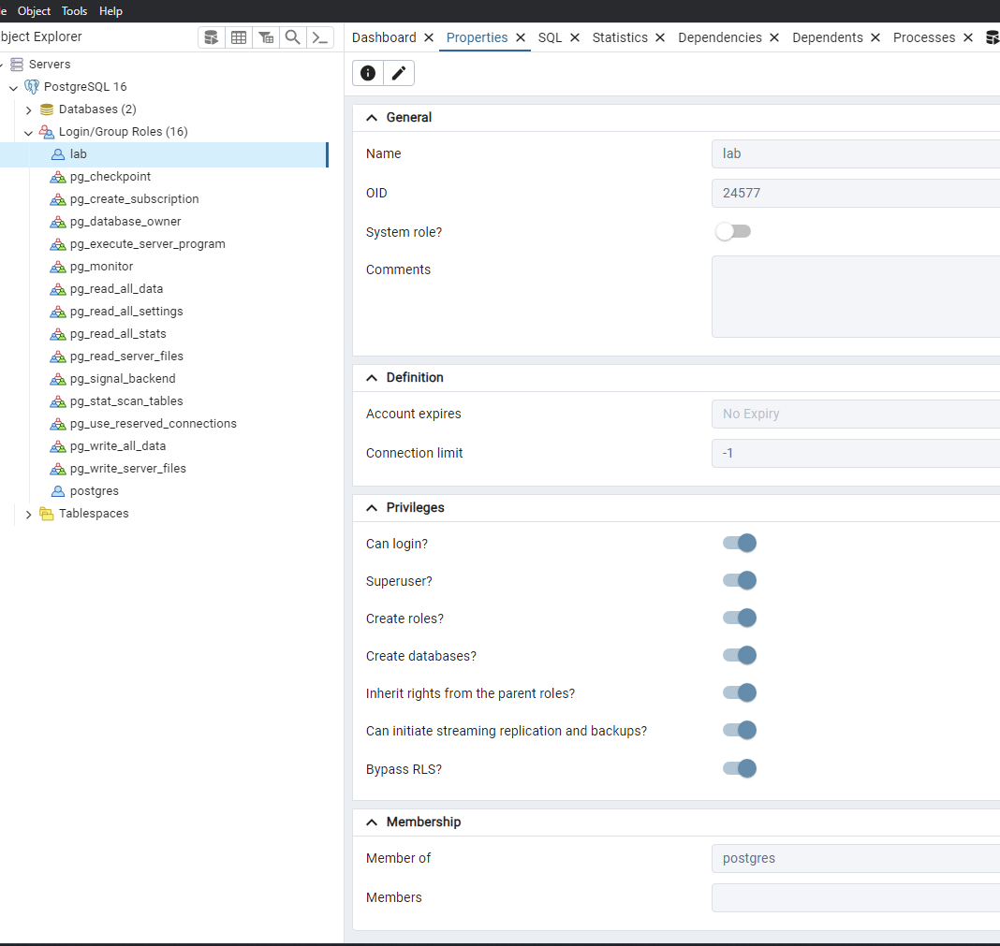 e Object Tools Help
bject Explorer
Dashboard Properties SQL Statistics Dependencies Dependents Processes
Servers
PostgreSQL 16
Databases (2)
Login/Group Roles (16)
lab
pg_checkpoint
pg_create_subscription
pg_database_owner
pg_execute_server_program
pg_monitor
pg_read_all_data
pg_read_all_settings
pg_read_all_stats
pg_read_server_files
pg_signal_backend
pg_stat_scan_tables
pg_use_reserved_connections
pg_write_all_data
pg_write_server_files
postgres
Tablespaces
General
Name lab
OID 24577
System role?
Comments
Definition
Account expires No Expiry
Connection limit -1
Privileges
Can login?
Superuser?
Create roles?
Create databases?
Inherit rights from the parent roles?
Can initiate streaming replication and backups?
Bypass RLS?
Membership
Member of postgres
Members